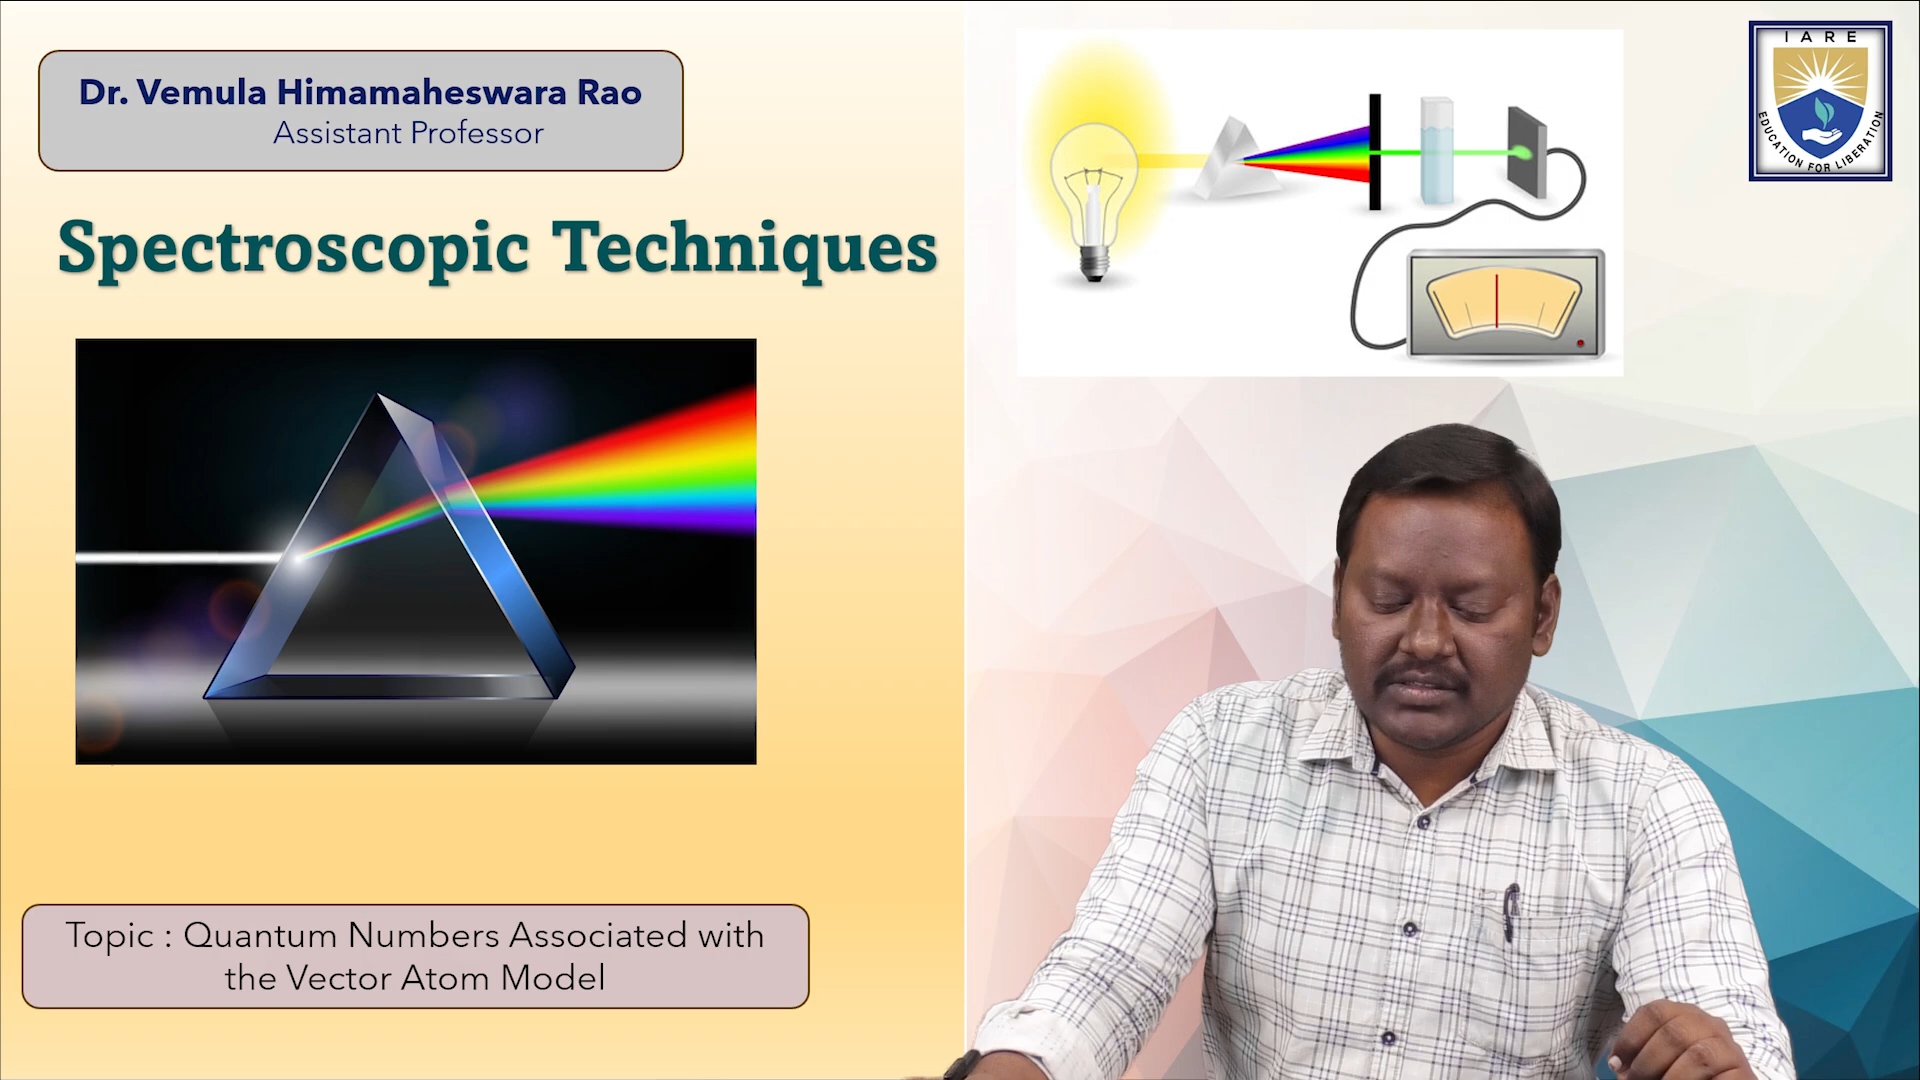 Dr. Vemula Himamaheswara Rao
Assistant Professor
Spectroscopic Techniques
Topic : Quantum Numbers Associated with
the Vector Atom Model
IARE
EDUCATION FOR LIBERATION